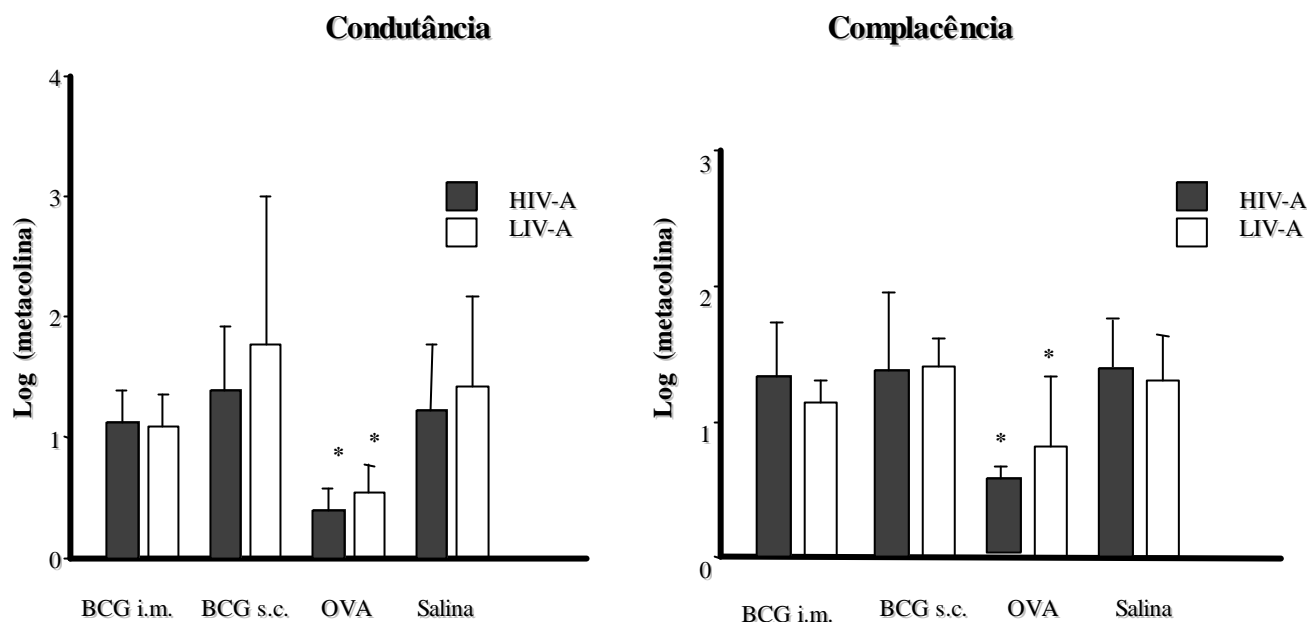 Condutância
4
3
2
1
0
Log (metacolina)
HIV-A
LIV-A
*
*
BCG i.m. BCG s.c. OVA Salina
Complacência
3
2
1
0
Log (metacolina)
HIV-A
LIV-A
*
*
BCG i.m. BCG s.c. OVA Salina